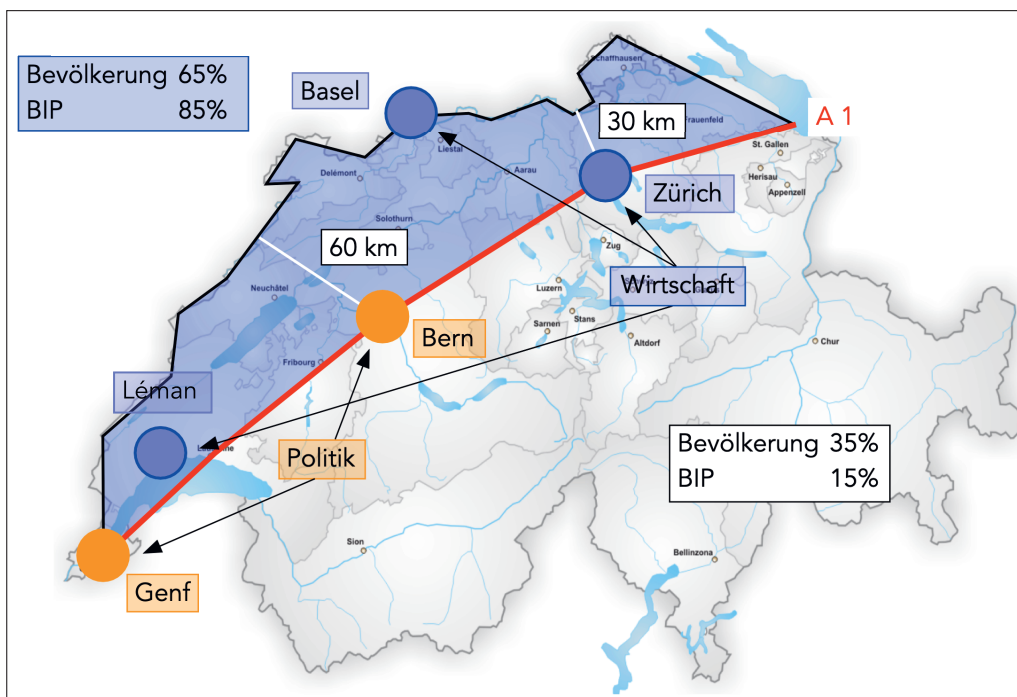 Bevölkerung 65%
BIP 85%
Basel
Schaffhausen
30 km
Frauenfeld
A 1
Liestal
St. Gallen
Delémont
Aarau
Herisau
Zürich
Appenzell
Solothurn
60 km
Zug
Wirtschaft
Neuchâtel
Luzern
Stans
Bern
Sarnen
Altdorf
Chur
Fribourg
Léman
Bevölkerung 35%
Politik
BIP 15%
Sion
Bellinzona
Genf